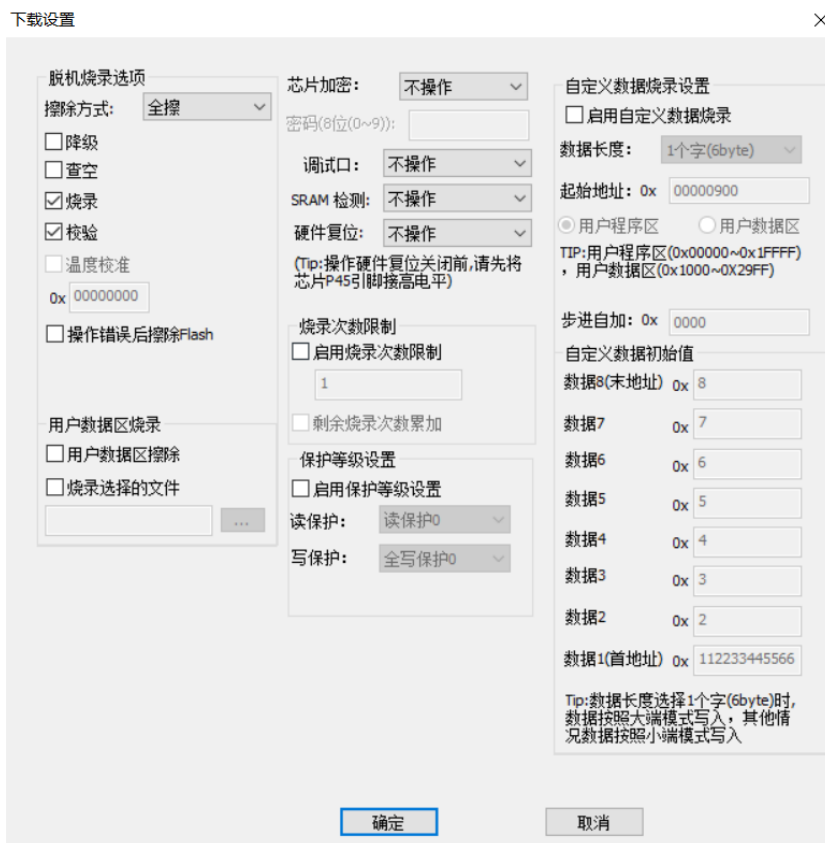 下载设置
脱机烧录选项
擦除方式: 全擦
降级
查空
烧录
校验
温度校准
0x 00000000
操作错误后擦除Flash
用户数据区烧录
用户数据区擦除
烧录选择的文件
...
芯片加密: 不操作
密码(8位(0~9)):
调试口: 不操作
SRAM 检测: 不操作
硬件复位: 不操作
(Tip:操作硬件复位关闭前,请先将
芯片P45引脚接高电平)
烧录次数限制
启用烧录次数限制
1
剩余烧录次数累加
保护等级设置
启用保护等级设置
读保护: 读保护0
写保护: 全写保护0
自定义数据烧录设置
启用自定义数据烧录
数据长度: 1个字(6byte)
起始地址: 0x 00000900
用户程序区 用户数据区
TIP:用户程序区(0x00000~0x1FFFF)
，用户数据区(0x1000~0X29FF)
步进自加: 0x 0000
自定义数据初始值
数据8(末地址) 0x 8
数据7 0x 7
数据6 0x 6
数据5 0x 5
数据4 0x 4
数据3 0x 3
数据2 0x 2
数据1(首地址) 0x 112233445566
Tip:数据长度选择1个字(6byte)时,
数据按照大端模式写入，其他情
况数据按照小端模式写入
确定 取消